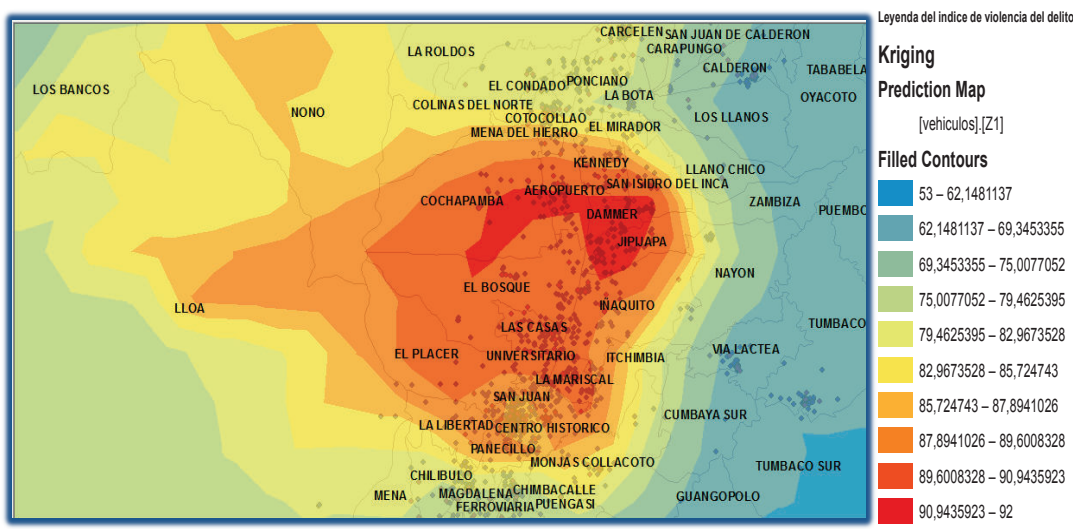 CARCELEN SAN JUAN DE CALDERON
LA ROLDOS
CARAPUNGO
CALDERON
TABABELA
LOS BANCOS
EL CONDADO
PONCIANO
LA BOTA
OYACOTO
NONO
COLINAS DEL NORTE
COTOCOLLAO
LOS LLANOS
MENA DEL HIERRO
EL MIRADOR
KENNEDY
LLANO CHICO
AEROPUERTO
SAN ISIDRO DEL INCA
COCHAPAMBA
ZAMBIZA
PUEMBO
DAMMER
JIPIJAPA
NAYON
EL BOSQUE
LLOA
IÑAQUITO
LAS CASAS
TUMBACO
EL PLACER
UNIVERSITARIO
ITCHIMBIA
VIA LACTEA
LA MARISCAL
SAN JUAN
CUMBAYA SUR
LA LIBERTAD
CENTRO HISTORICO
PANECILLO
MONJAS COLLACOTO
TUMBACO SUR
CHILIBULO
MENA
MAGDALENA
CHIMBACALLE
GUANGOPOLO
FERROVIARIA
PUENGASI
Leyenda del indice de violencia del delito
Kriging
Prediction Map
[vehiculos].[Z1]
Filled Contours
53 – 62,1481137
62,1481137 – 69,3453355
69,3453355 – 75,0077052
75,0077052 – 79,4625395
79,4625395 – 82,9673528
82,9673528 – 85,724743
85,724743 – 87,8941026
87,8941026 – 89,6008328
89,6008328 – 90,9435923
90,9435923 – 92